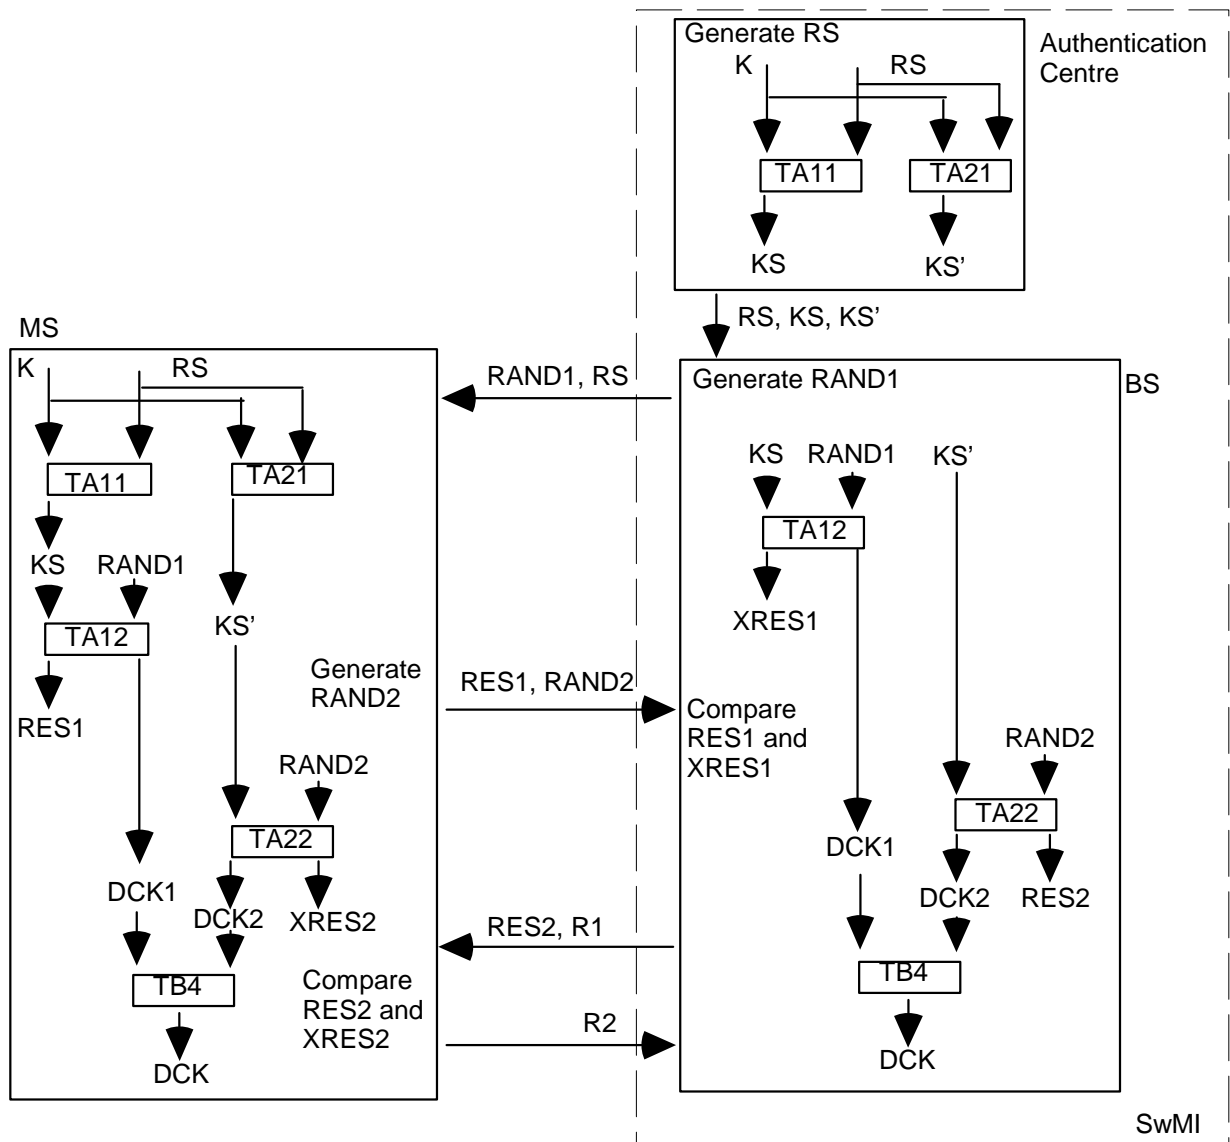 Generate RS
Authentication
Centre
K
RS
TA11
TA21
KS
KS’
RS, KS, KS’
MS
K
RS
TA11
TA21
KS
RAND1
TA12
KS'
RES1
Generate
RAND2
RAND2
TA22
DCK1
DCK2
XRES2
TB4
Compare
RES2 and
XRES2
DCK
RAND1, RS
RES1, RAND2
RES2, R1
R2
Generate RAND1
BS
KS
RAND1
KS’
TA12
XRES1
Compare
RES1 and
XRES1
RAND2
TA22
DCK1
DCK2
RES2
TB4
DCK
SwMI